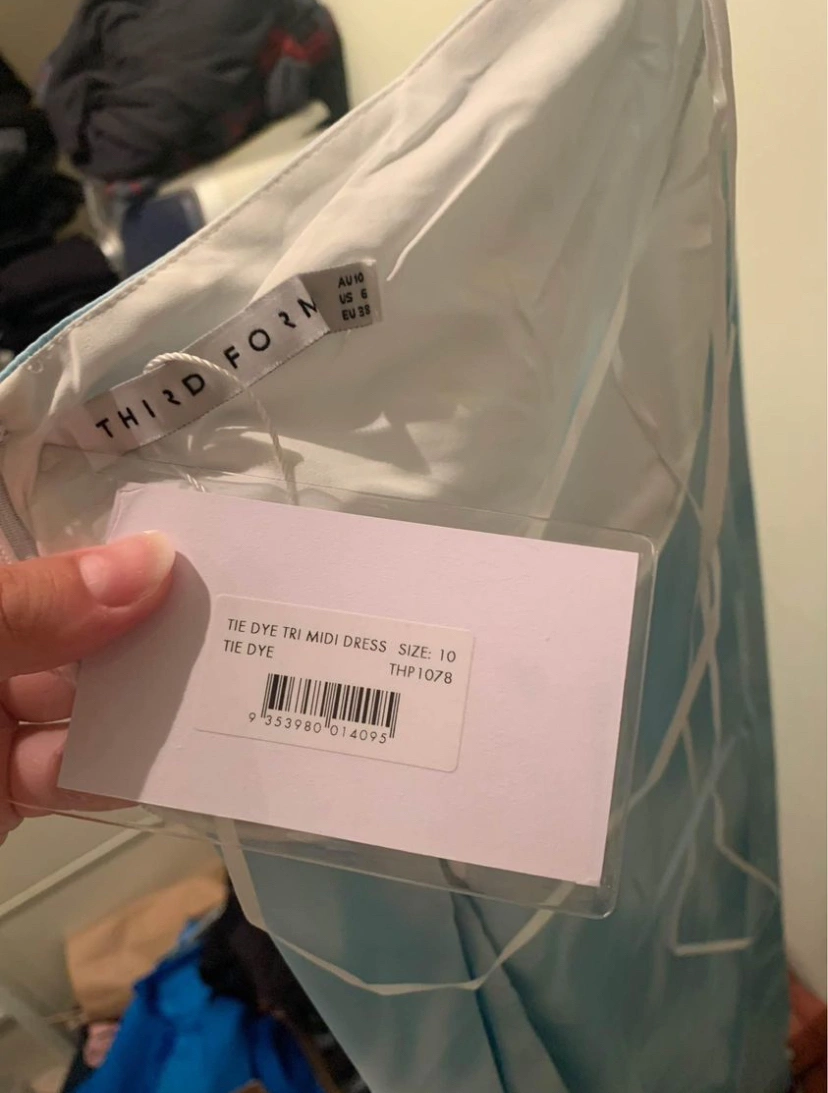 AU 10
US 6
EU 38
THIRD FORM
TIE DYE TRI MIDI DRESS SIZE: 10
TIE DYE
THP1078
9 353980 014095